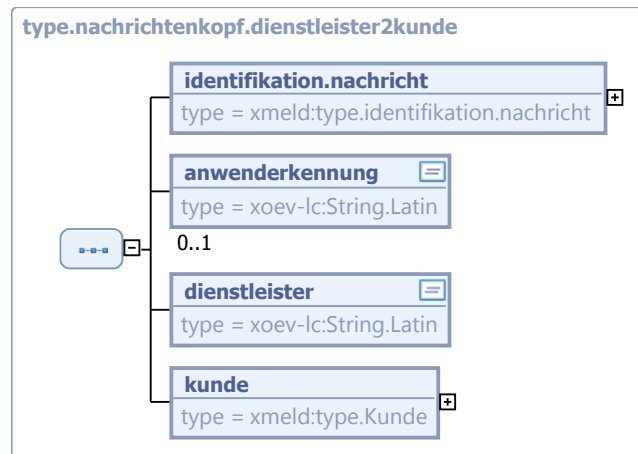 type.nachrichtenkopf.dienstleister2kunde
identifikation.nachricht
type = xmeld:type.identifikation.nachricht
anwenderkennung
type = xoev-lc:String.Latin
0..1
dienstleister
type = xoev-lc:String.Latin
kunde
type = xmeld:type.Kunde